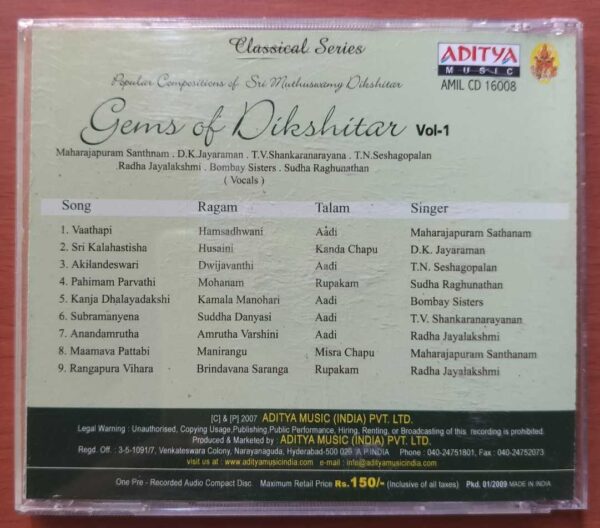 Classical Series
ADITYA
MUSIC
AMIL CD 16008
Popular Compositions of Sri Muthuswamy Dikshitar
Gems of Dikshitar Vol-1
Maharajapuram Santhnam . D.K.Jayaraman . T.V.Shankaranarayana . T.N.Seshagopalan
Radha Jayalakshmi . Bombay Sisters . Sudha Raghunathan
( Vocals )
Song Ragam Talam Singer
1. Vaathapi Hamsadhwani Aadi Maharajapuram Sathanam
2. Sri Kalahastisha Husaini Kanda Chapu D.K. Jayaraman
3. Akilandeswari Dwijavanthi Aadi T.N. Seshagopalan
4. Pahimam Parvathi Mohanam Rupakam Sudha Raghunathan
5. Kanja Dhalayadakshi Kamala Manohari Aadi Bombay Sisters
6. Subramanyena Suddha Danyasi Aadi T.V. Shankaranarayanan
7. Anandamrutha Amrutha Varshini Aadi Radha Jayalakshmi
8. Maamava Pattabi Manirangu Misra Chapu Maharajapuram Santhanam
9. Rangapura Vihara Brindavana Saranga Rupakam Radha Jayalakshmi
[C] & [P] 2007 ADITYA MUSIC (INDIA) PVT. LTD.
Legal Warning : Unauthorised, Copying Usage,Publishing,Public Performance, Hiring, Renting, or Broadcasting of this recording is prohibited.
Produced & Marketed by : ADITYA MUSIC (INDIA) PVT. LTD.
Regd. Off. : 3-5-1091/7, Venkateswara Colony, Narayanaguda, Hyderabad-500 029 A.P.INDIA Phone : 040-24751801, Fax : 040-24752073
visit us at : www.adityamusicindia.com e-mail : info@adityamusicindia.com
One Pre - Recorded Audio Compact Disc. Maximum Retail Price Rs.150/- (Inclusive of all taxes) Pkd. 01/2009 MADE IN INDIA